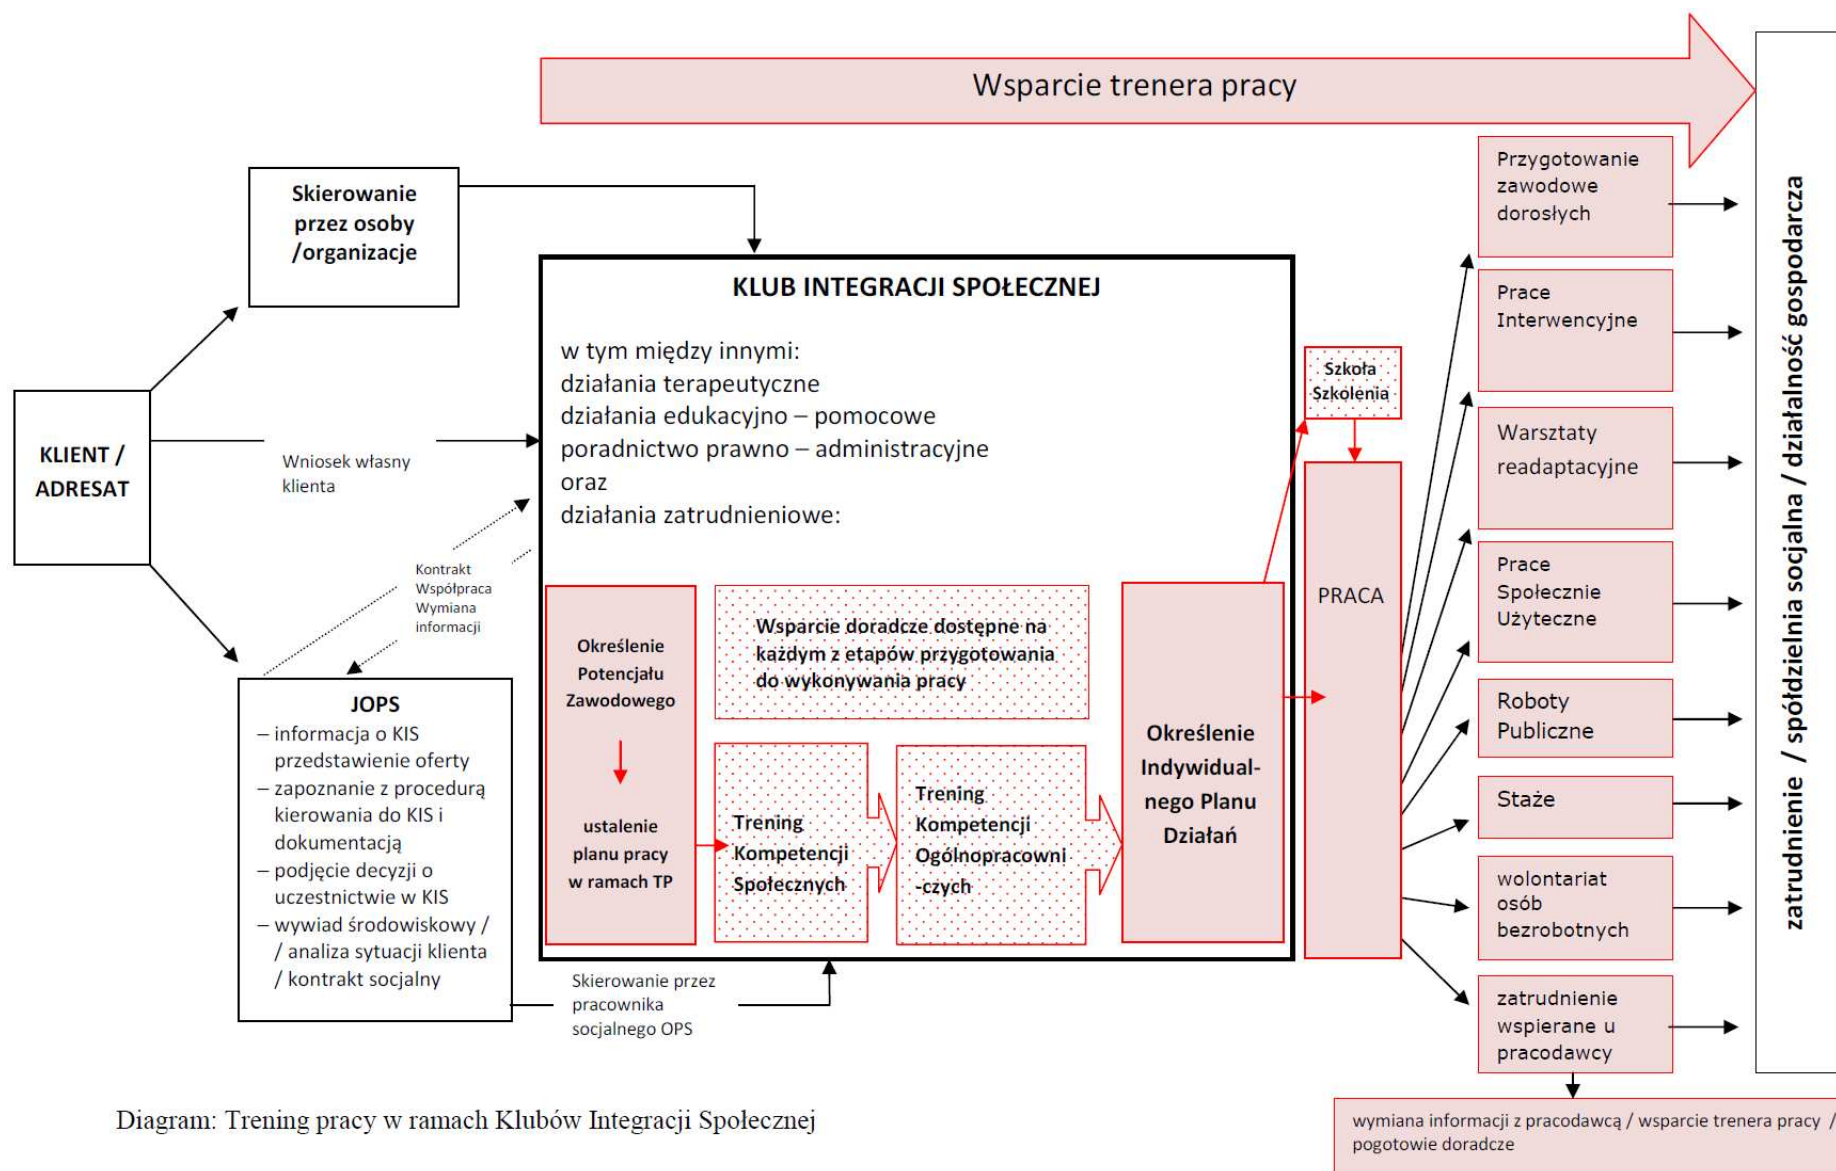 Wsparcie trenera pracy
Skierowanie
przez osoby
/organizacje
KLIENT /
ADRESAT
Wniosek własny
klienta
Kontrakt
Współpraca
Wymiana
informacji
JOPS
– informacja o KIS
przedstawienie oferty
– zapoznanie z procedurą
kierowania do KIS i
dokumentacją
– podjęcie decyzji o
uczestnictwie w KIS
– wywiad środowiskowy /
/ analiza sytuacji klienta
/ kontrakt socjalny
Skierowanie przez
pracownika
socjalnego OPS
KLUB INTEGRACJI SPOŁECZNEJ
w tym między innymi:
działania terapeutyczne
działania edukacyjno – pomocowe
poradnictwo prawno – administracyjne
oraz
działania zatrudnieniowe:
Określenie
Potencjału
Zawodowego
ustalenie
planu pracy
w ramach TP
Wsparcie doradcze dostępne na
każdym z etapów przygotowania
do wykonywania pracy
Trening
Kompetencji
Społecznych
Trening
Kompetencji
Ogólnopracowni
-czych
Określenie
Indywidual-
nego Planu
Działań
Szkoła
Szkolenia
PRACA
Przygotowanie
zawodowe
dorosłych
Prace
Interwencyjne
Warsztaty
readaptacyjne
Prace
Społecznie
Użyteczne
Roboty
Publiczne
Staże
wolontariat
osób
bezrobotnych
zatrudnienie
wspierane u
pracodawcy
zatrudnienie / spółdzielnia socjalna / działalność gospodarcza
wymiana informacji z pracodawcą / wsparcie trenera pracy /
pogotowie doradcze
Diagram: Trening pracy w ramach Klubów Integracji Społecznej